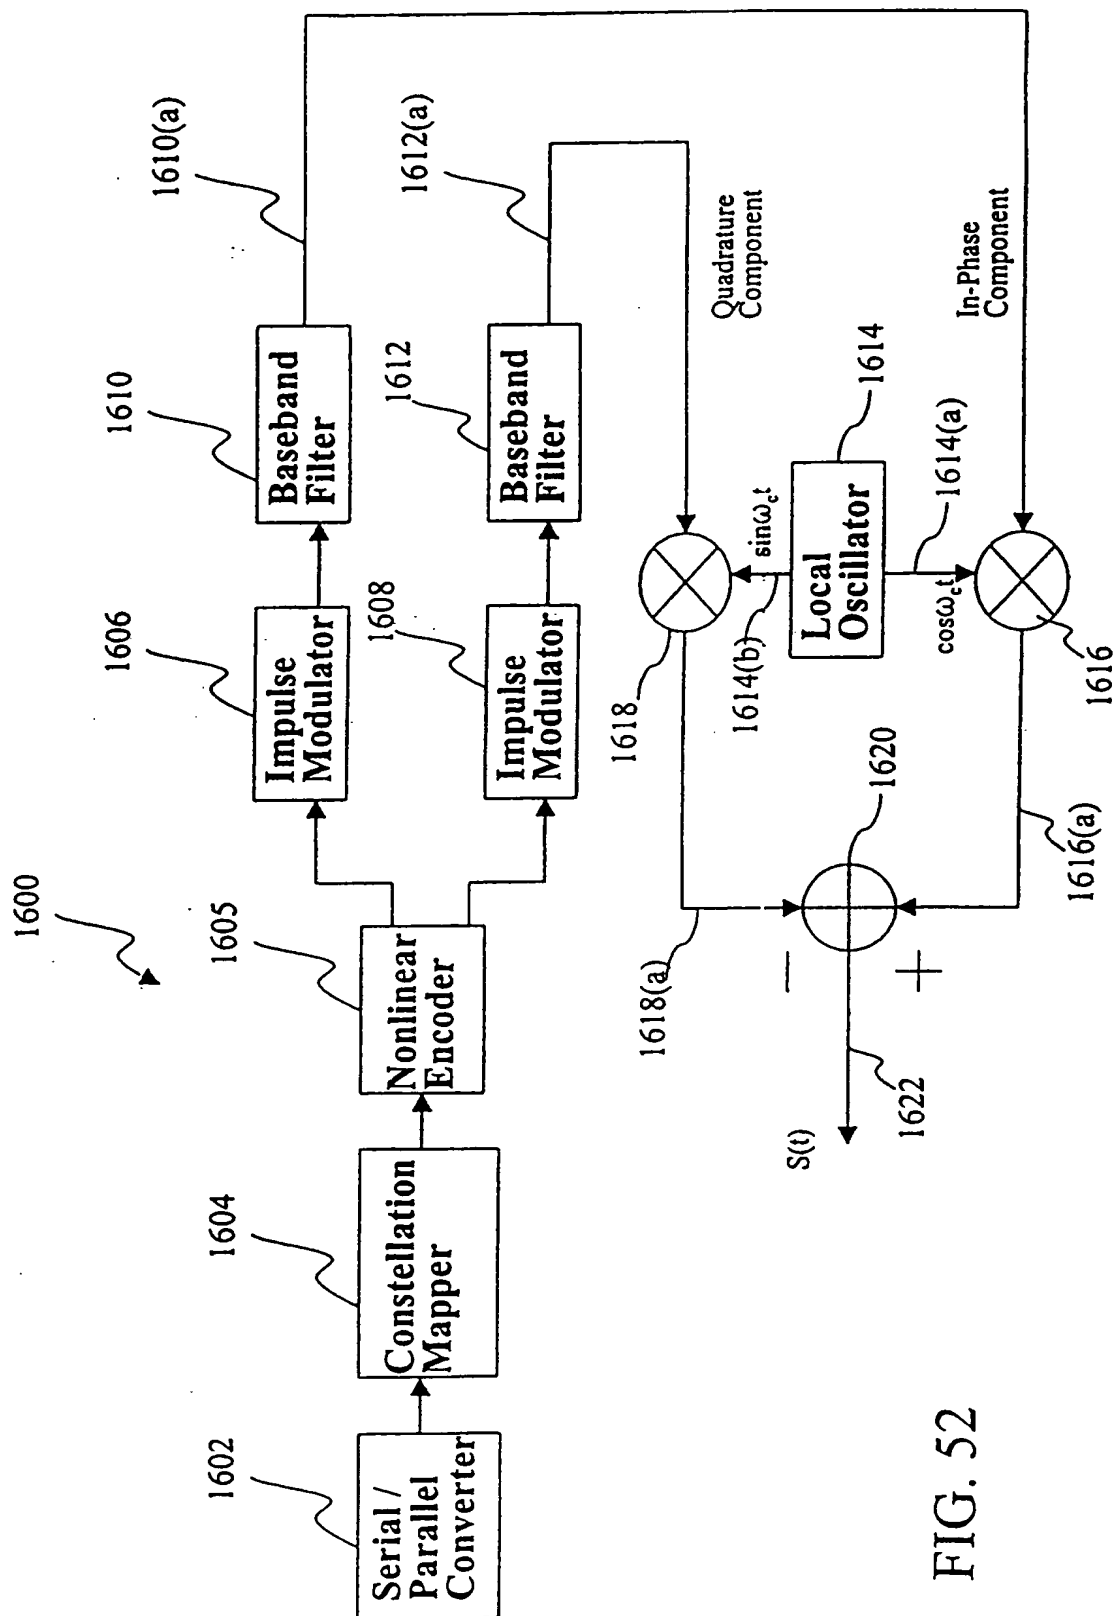 1600
1602
Serial /
Parallel
Converter
1604
Constellation
Mapper
1605
Nonlinear
Encoder
1606
Impulse
Modulator
1608
Impulse
Modulator
1610
Baseband
Filter
1612
Baseband
Filter
1610(a)
1612(a)
Quadrature
Component
In-Phase
Component
1618
sinω_c t
1614(b)
Local
Oscillator
1614
1614(a)
cosω_c t
1616
1618(a)
−
+
1620
1616(a)
S(t)
1622
FIG. 52